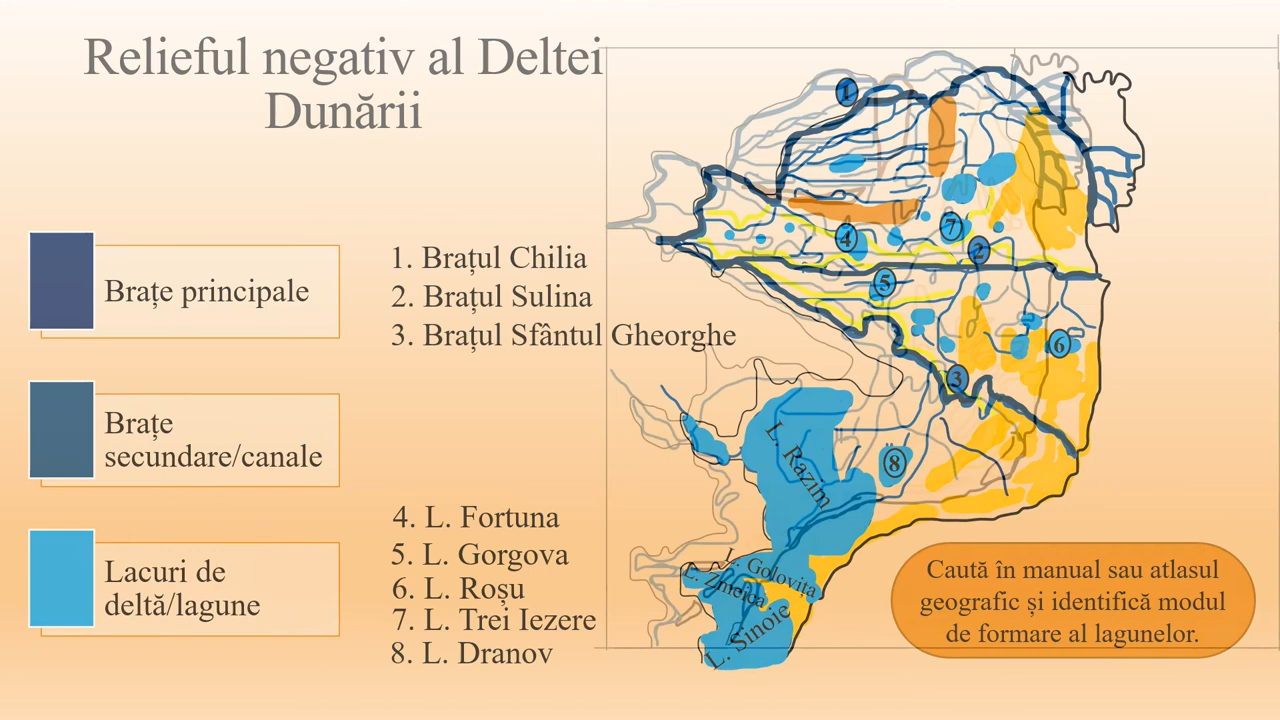 Relieful negativ al Deltei
Dunării
Brațe principale
1. Brațul Chilia
2. Brațul Sulina
3. Brațul Sfântul Gheorghe
Brațe
secundare/canale
Lacuri de
deltă/lagune
4. L. Fortuna
5. L. Gorgova
6. L. Roșu
7. L. Trei Iezere
8. L. Dranov
1
4
7
2
5
6
3
8
L. Razim
L. Golovița
L. Zmeica
L. Sinoie
Caută în manual sau atlasul
geografic și identifică modul
de formare al lagunelor.